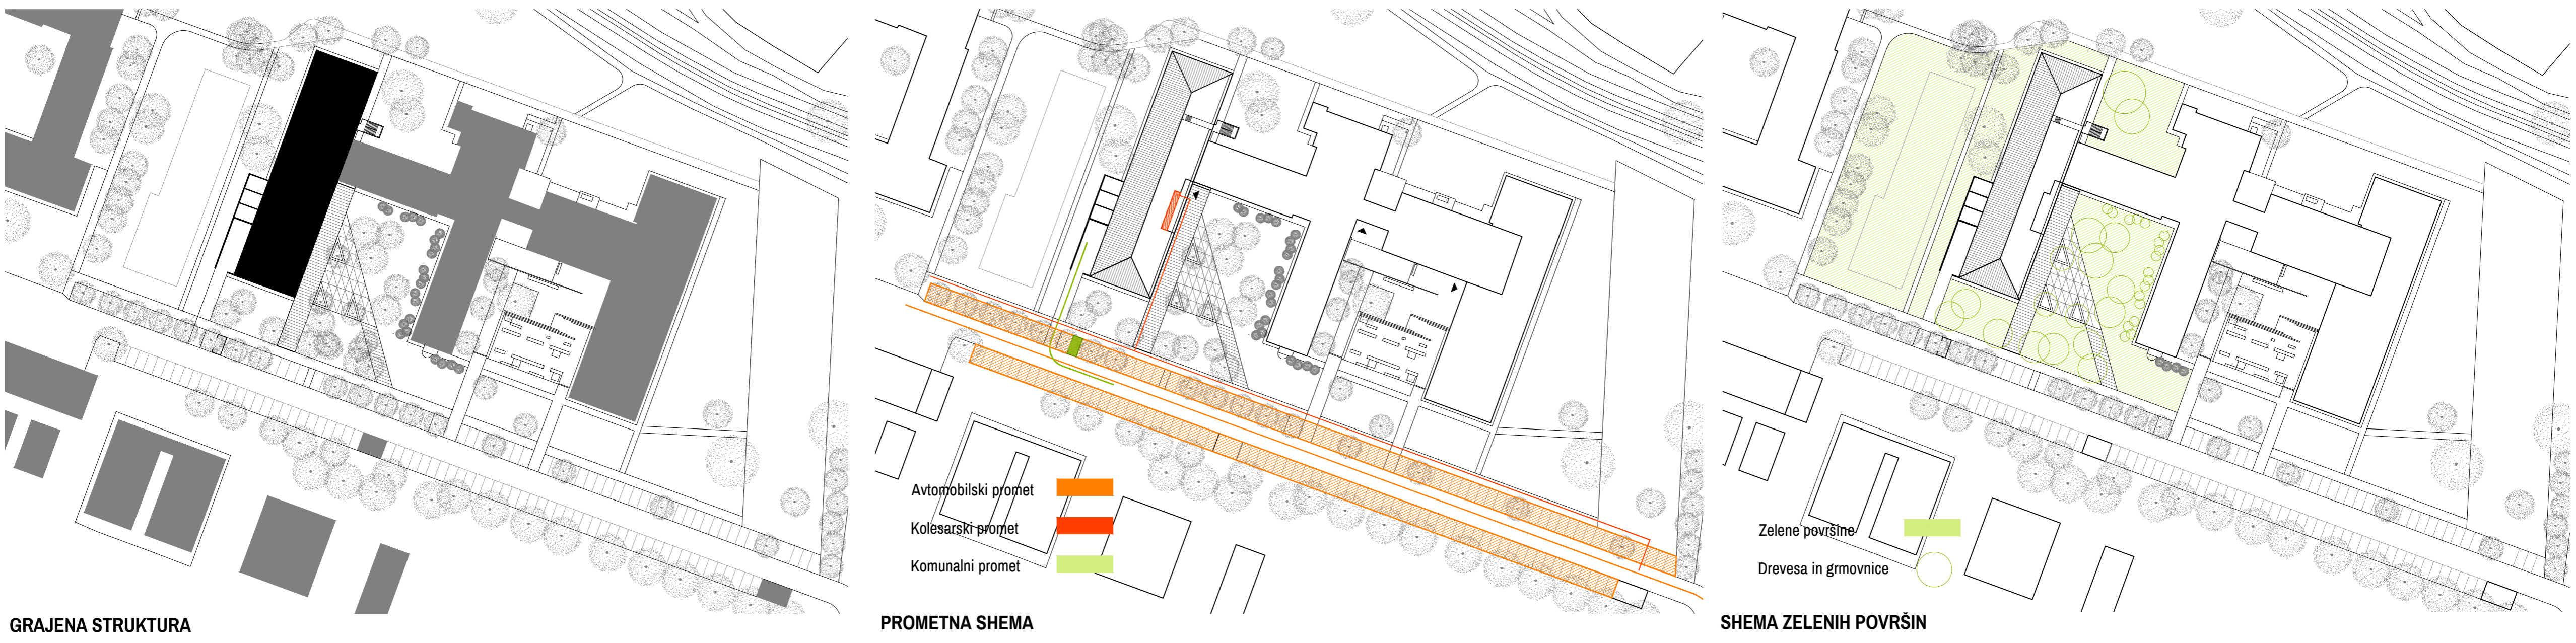 Avtomobilski promet
Kolesarski promet
Komunalni promet
Zelene površine
Drevesa in grmovnice
GRAJENA STRUKTURA
PROMETNA SHEMA
SHEMA ZELENIH POVRŠIN